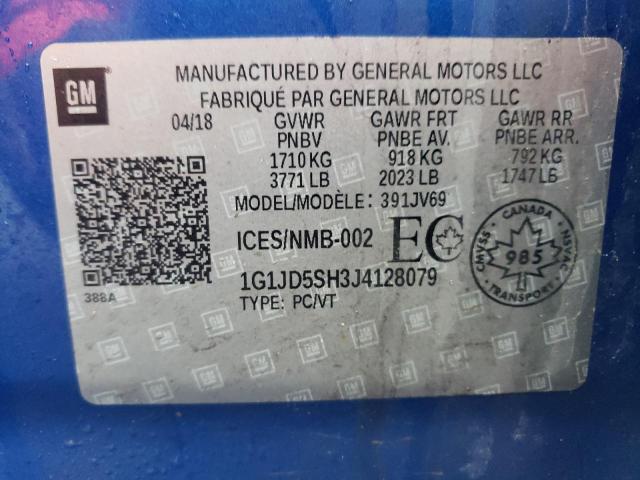 GM
MANUFACTURED BY GENERAL MOTORS LLC
FABRIQUÉ PAR GENERAL MOTORS LLC
04/18 GVWR GAWR FRT GAWR RR
PNBV PNBE AV. PNBE ARR.
1710 KG 918 KG 792 KG
3771 LB 2023 LB 1747 LB
MODEL/MODÈLE: 391JV69
ICES/NMB-002 EC
CANADA
CMVSS NSVAC
985
TRANSPORT
1G1JD5SH3J4128079
388A
TYPE: PC/VT